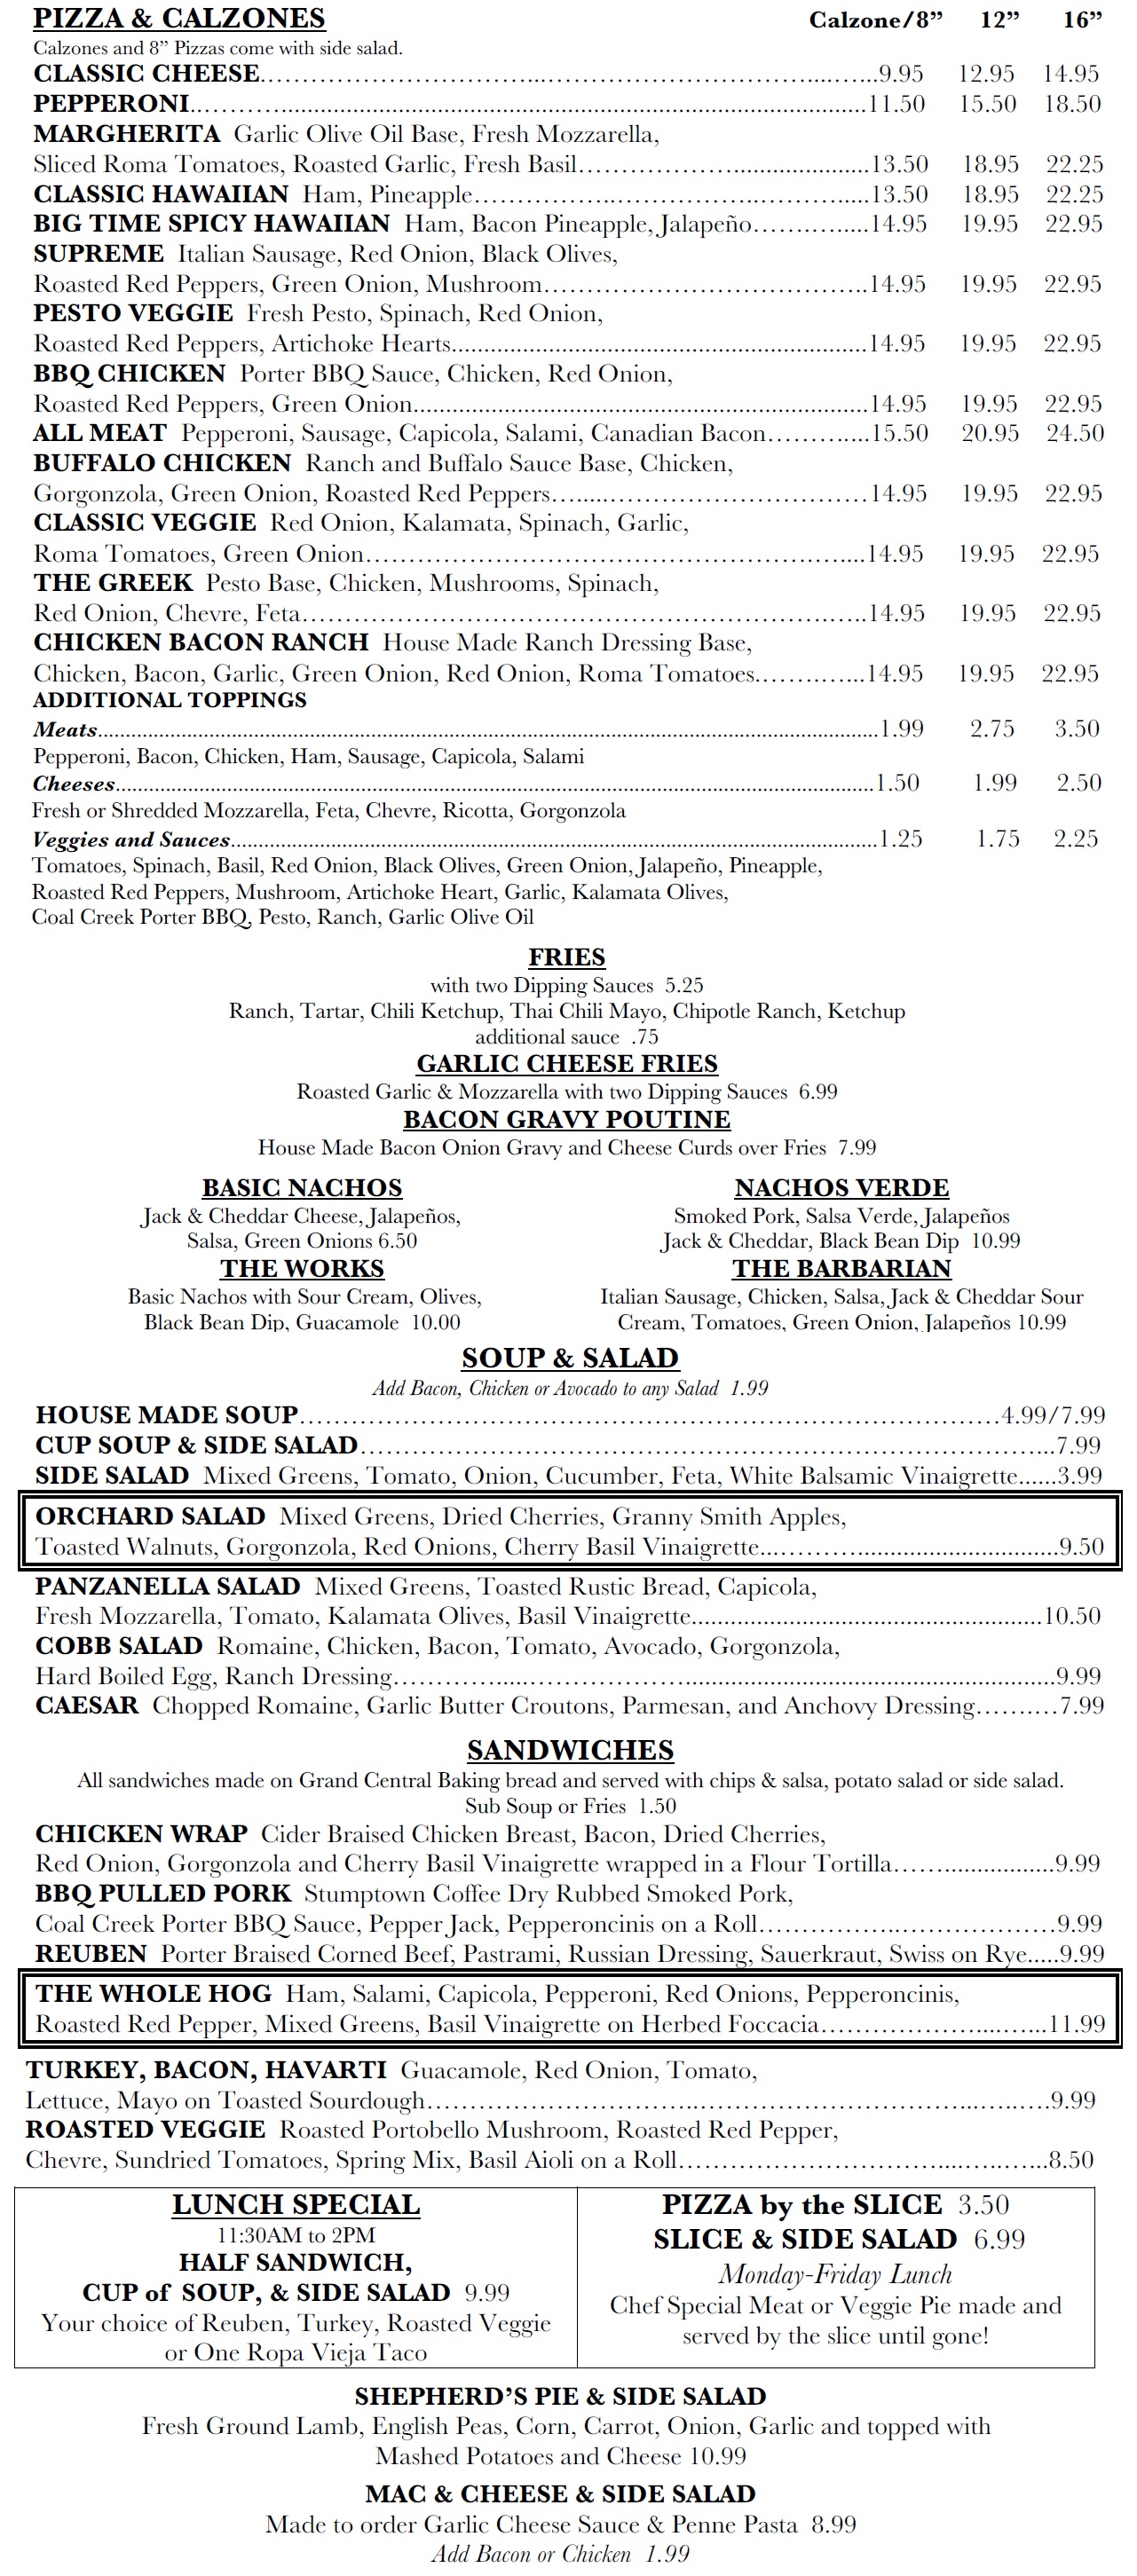 PIZZA & CALZONES Calzone/8” 12” 16”
Calzones and 8” Pizzas come with side salad.
CLASSIC CHEESE……………………………...…………………………......…...9.95 12.95 14.95
PEPPERONI...………....................................................................................11.50 15.50 18.50
MARGHERITA Garlic Olive Oil Base, Fresh Mozzarella,
Sliced Roma Tomatoes, Roasted Garlic, Fresh Basil………………......................13.50 18.95 22.25
CLASSIC HAWAIIAN Ham, Pineapple……………..………………..………......13.50 18.95 22.25
BIG TIME SPICY HAWAIIAN Ham, Bacon Pineapple, Jalapeño……….….....14.95 19.95 22.95
SUPREME Italian Sausage, Red Onion, Black Olives,
Roasted Red Peppers, Green Onion, Mushroom………………………………...14.95 19.95 22.95
PESTO VEGGIE Fresh Pesto, Spinach, Red Onion,
Roasted Red Peppers, Artichoke Hearts................................................................14.95 19.95 22.95
BBQ CHICKEN Porter BBQ Sauce, Chicken, Red Onion,
Roasted Red Peppers, Green Onion......................................................................14.95 19.95 22.95
ALL MEAT Pepperoni, Sausage, Capicola, Salami, Canadian Bacon……….....15.50 20.95 24.50
BUFFALO CHICKEN Ranch and Buffalo Sauce Base, Chicken,
Gorgonzola, Green Onion, Roasted Red Peppers…......…………………………14.95 19.95 22.95
CLASSIC VEGGIE Red Onion, Kalamata, Spinach, Garlic,
Roma Tomatoes, Green Onion……………………………………………….....14.95 19.95 22.95
THE GREEK Pesto Base, Chicken, Mushrooms, Spinach,
Red Onion, Chevre, Feta………………………………………………………...14.95 19.95 22.95
CHICKEN BACON RANCH House Made Ranch Dressing Base,
Chicken, Bacon, Garlic, Green Onion, Red Onion, Roma Tomatoes……….…...14.95 19.95 22.95
ADDITIONAL TOPPINGS
Meats...........................................................................................................................1.99 2.75 3.50
Pepperoni, Bacon, Chicken, Ham, Sausage, Capicola, Salami
Cheeses........................................................................................................................1.50 1.99 2.50
Fresh or Shredded Mozzarella, Feta, Chevre, Ricotta, Gorgonzola
Veggies and Sauces......................................................................................................1.25 1.75 2.25
Tomatoes, Spinach, Basil, Red Onion, Black Olives, Green Onion, Jalapeño, Pineapple,
Roasted Red Peppers, Mushroom, Artichoke Heart, Garlic, Kalamata Olives,
Coal Creek Porter BBQ, Pesto, Ranch, Garlic Olive Oil
FRIES
with two Dipping Sauces 5.25
Ranch, Tartar, Chili Ketchup, Thai Chili Mayo, Chipotle Ranch, Ketchup
additional sauce .75
GARLIC CHEESE FRIES
Roasted Garlic & Mozzarella with two Dipping Sauces 6.99
BACON GRAVY POUTINE
House Made Bacon Onion Gravy and Cheese Curds over Fries 7.99
BASIC NACHOS
Jack & Cheddar Cheese, Jalapeños,
Salsa, Green Onions 6.50
THE WORKS
Basic Nachos with Sour Cream, Olives,
Black Bean Dip, Guacamole 10.00
NACHOS VERDE
Smoked Pork, Salsa Verde, Jalapeños
Jack & Cheddar, Black Bean Dip 10.99
THE BARBARIAN
Italian Sausage, Chicken, Salsa, Jack & Cheddar Sour
Cream, Tomatoes, Green Onion, Jalapeños 10.99
SOUP & SALAD
Add Bacon, Chicken or Avocado to any Salad 1.99
HOUSE MADE SOUP……………………………………………………………………4.99/7.99
CUP SOUP & SIDE SALAD…………………………………………………………………...7.99
SIDE SALAD Mixed Greens, Tomato, Onion, Cucumber, Feta, White Balsamic Vinaigrette......3.99
ORCHARD SALAD Mixed Greens, Dried Cherries, Granny Smith Apples,
Toasted Walnuts, Gorgonzola, Red Onions, Cherry Basil Vinaigrette...………..............................9.50
PANZANELLA SALAD Mixed Greens, Toasted Rustic Bread, Capicola,
Fresh Mozzarella, Tomato, Kalamata Olives, Basil Vinaigrette......................................................10.50
COBB SALAD Romaine, Chicken, Bacon, Tomato, Avocado, Gorgonzola,
Hard Boiled Egg, Ranch Dressing…………....………………..........................................................9.99
CAESAR Chopped Romaine, Garlic Butter Croutons, Parmesan, and Anchovy Dressing……..…7.99
SANDWICHES
All sandwiches made on Grand Central Baking bread and served with chips & salsa, potato salad or side salad.
Sub Soup or Fries 1.50
CHICKEN WRAP Cider Braised Chicken Breast, Bacon, Dried Cherries,
Red Onion, Gorgonzola and Cherry Basil Vinaigrette wrapped in a Flour Tortilla…….................9.99
BBQ PULLED PORK Stumptown Coffee Dry Rubbed Smoked Pork,
Coal Creek Porter BBQ Sauce, Pepper Jack, Pepperoncinis on a Roll……………..………………9.99
REUBEN Porter Braised Corned Beef, Pastrami, Russian Dressing, Sauerkraut, Swiss on Rye.....9.99
THE WHOLE HOG Ham, Salami, Capicola, Pepperoni, Red Onions, Pepperoncinis,
Roasted Red Pepper, Mixed Greens, Basil Vinaigrette on Herbed Foccacia………………....…...11.99
TURKEY, BACON, HAVARTI Guacamole, Red Onion, Tomato,
Lettuce, Mayo on Toasted Sourdough………………………..…………………………...…..….9.99
ROASTED VEGGIE Roasted Portobello Mushroom, Roasted Red Pepper,
Chevre, Sundried Tomatoes, Spring Mix, Basil Aioli on a Roll………………………....…..…...8.50
LUNCH SPECIAL
11:30AM to 2PM
HALF SANDWICH,
CUP of SOUP, & SIDE SALAD 9.99
Your choice of Reuben, Turkey, Roasted Veggie
or One Ropa Vieja Taco
PIZZA by the SLICE 3.50
SLICE & SIDE SALAD 6.99
Monday-Friday Lunch
Chef Special Meat or Veggie Pie made and
served by the slice until gone!
SHEPHERD’S PIE & SIDE SALAD
Fresh Ground Lamb, English Peas, Corn, Carrot, Onion, Garlic and topped with
Mashed Potatoes and Cheese 10.99
MAC & CHEESE & SIDE SALAD
Made to order Garlic Cheese Sauce & Penne Pasta 8.99
Add Bacon or Chicken 1.99